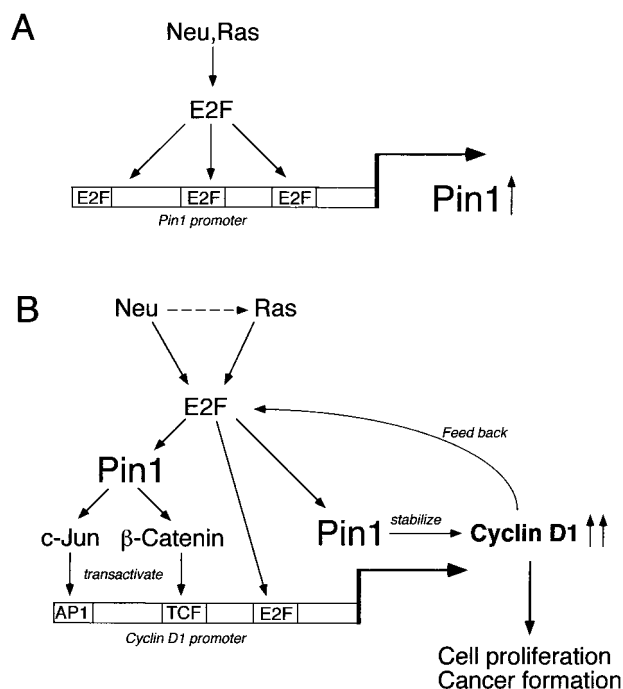 A
Neu,Ras
E2F
E2F E2F E2F
Pin1 promoter
Pin1
B
Neu Ras
E2F
Feed back
Pin1
Pin1 stabilize Cyclin D1
c-Jun β-Catenin
transactivate
AP1 TCF E2F
Cyclin D1 promoter
Cell proliferation
Cancer formation